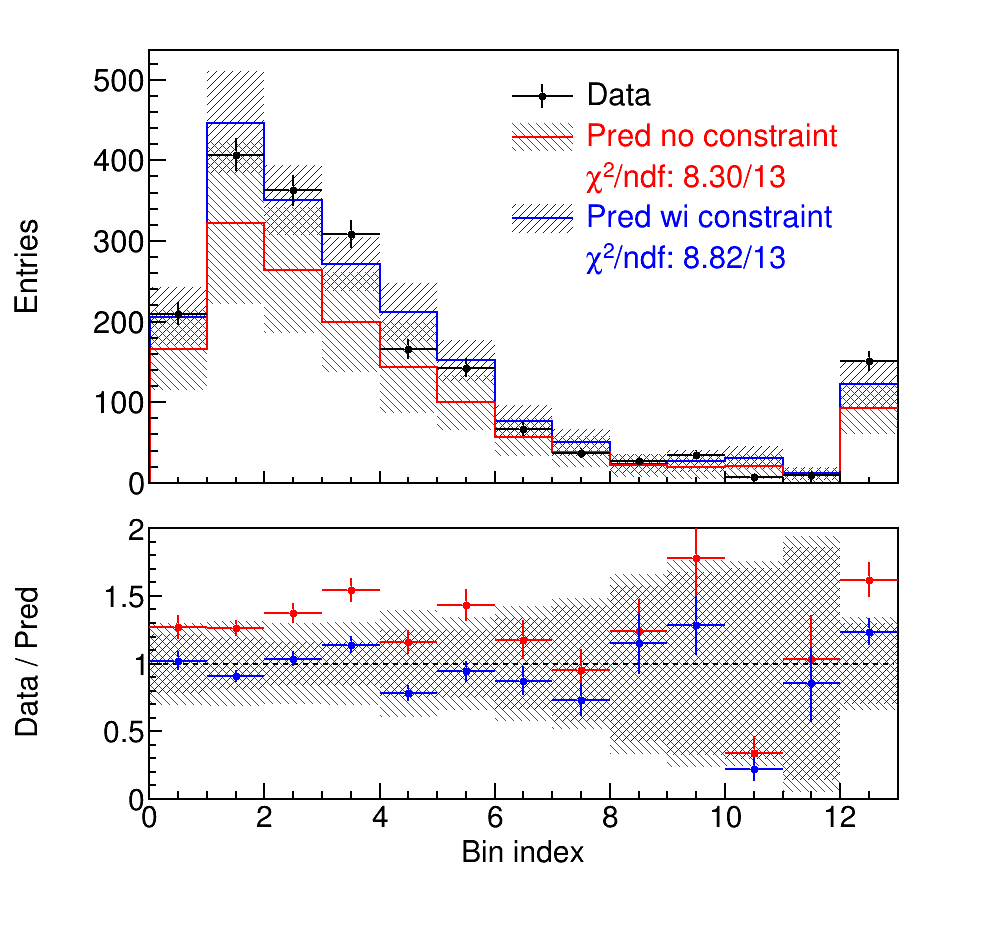 Entries
500
400
300
200
100
0
Data
Pred no constraint
χ²/ndf: 8.30/13
Pred wi constraint
χ²/ndf: 8.82/13
Data / Pred
2
1.5
1
0.5
0
0 2 4 6 8 10 12
Bin index